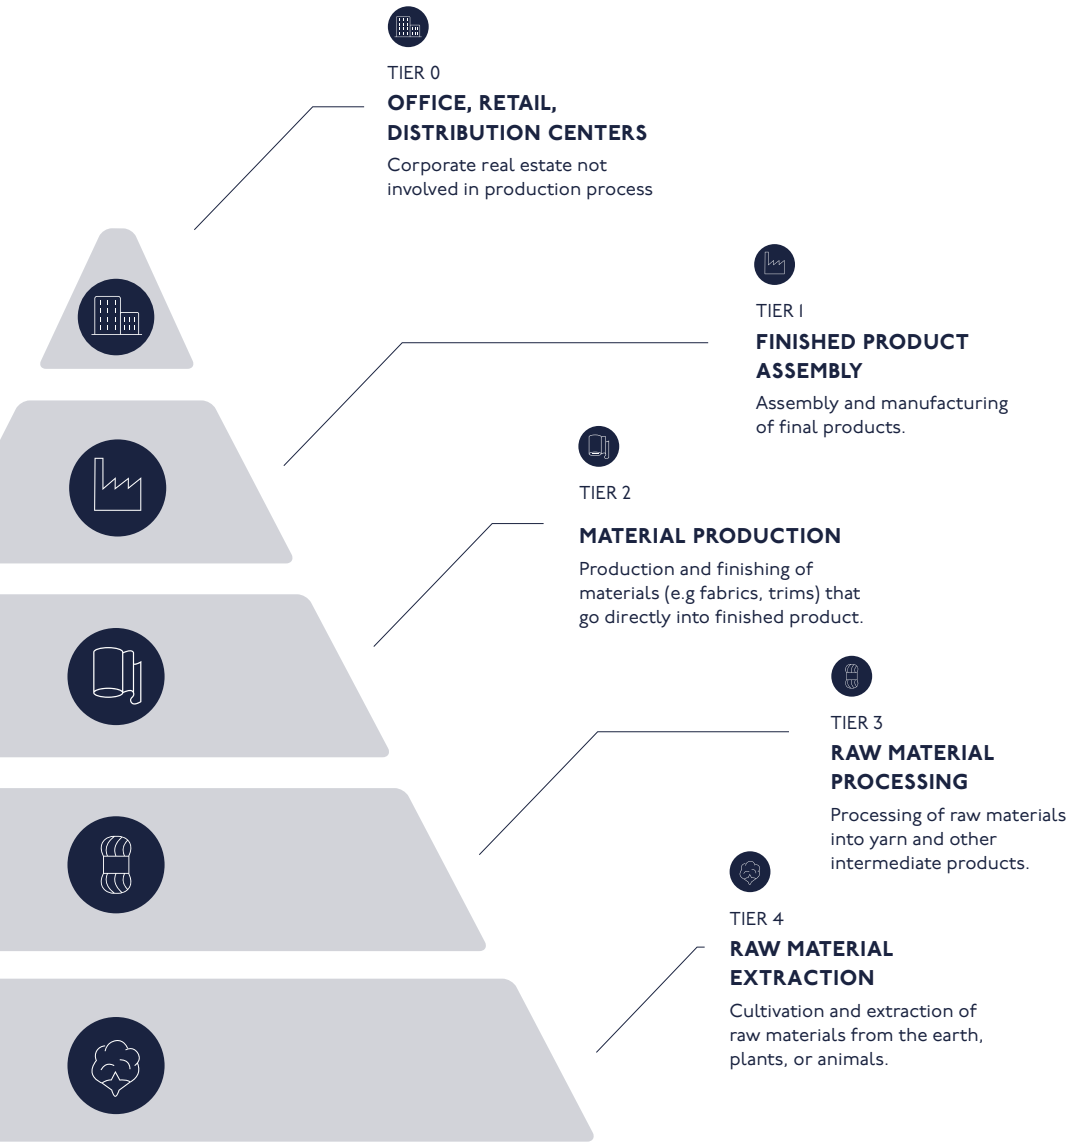 TIER 0
OFFICE, RETAIL,
DISTRIBUTION CENTERS
Corporate real estate not
involved in production process
TIER 1
FINISHED PRODUCT
ASSEMBLY
Assembly and manufacturing
of final products.
TIER 2
MATERIAL PRODUCTION
Production and finishing of
materials (e.g fabrics, trims) that
go directly into finished product.
TIER 3
RAW MATERIAL
PROCESSING
Processing of raw materials
into yarn and other
intermediate products.
TIER 4
RAW MATERIAL
EXTRACTION
Cultivation and extraction of
raw materials from the earth,
plants, or animals.